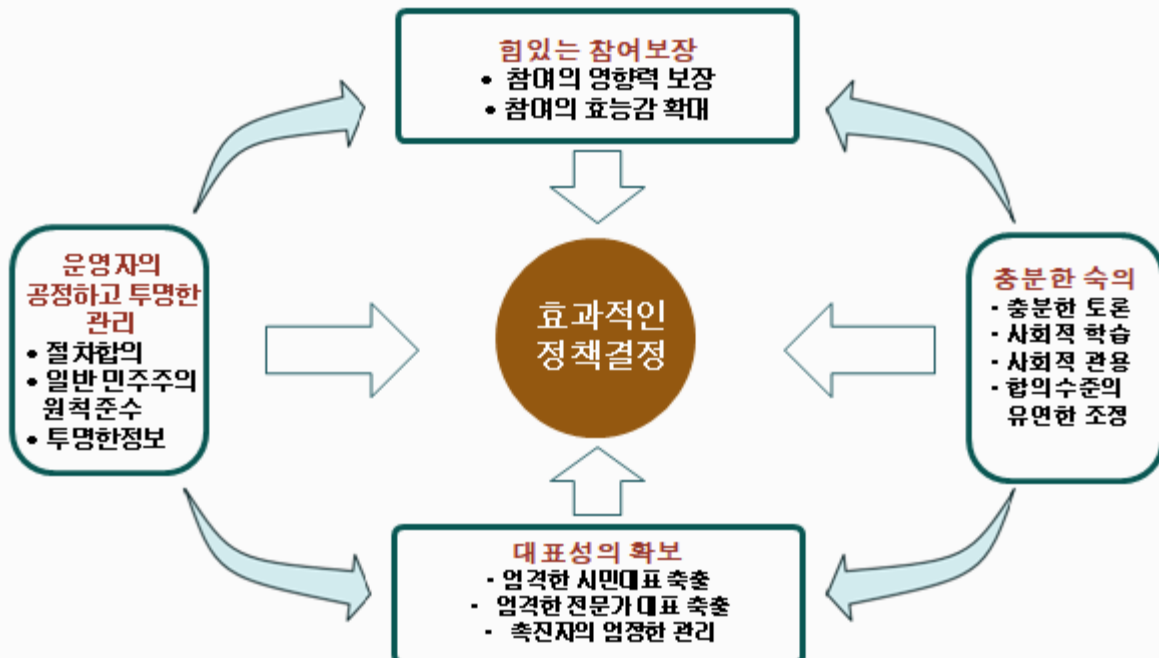 힘있는 참여보장
• 참여의 영향력 보장
• 참여의 효능감 확대
운영자의
공정하고 투명한
관리
• 절차합의
• 일반 민주주의
원칙준수
• 투명한정보
효과적인
정책결정
충분한 숙의
- 충분한 토론
- 사회적 학습
- 사회적 관용
- 합의수준의
유연한 조정
대표성의 확보
- 엄격한 시민대표 축출
- 엄격한 전문가 대표 축출
- 촉진자의 엄정한 관리